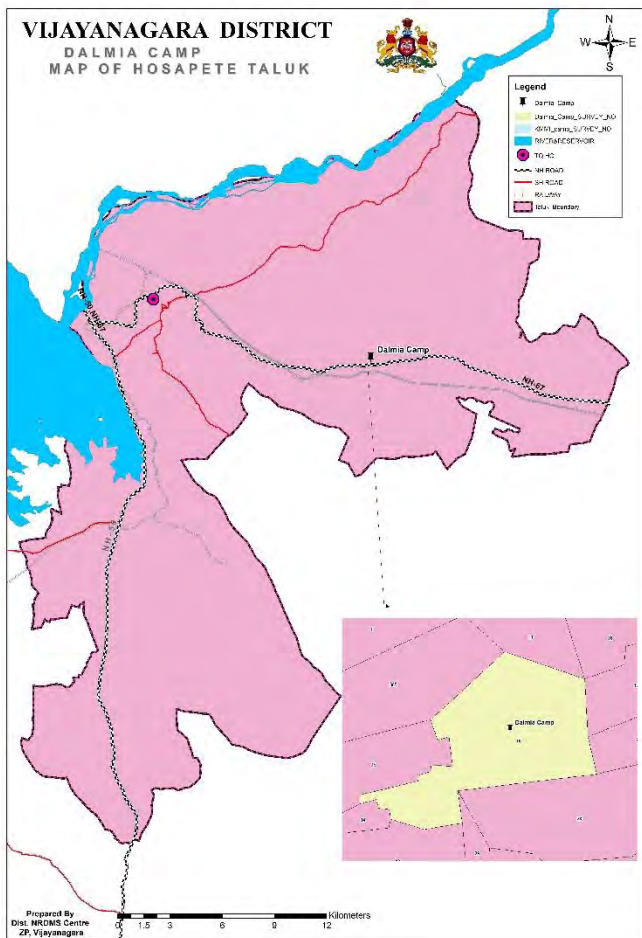 VIJAYANAGARA DISTRICT
DALMIA CAMP
MAP OF HOSAPETE TALUK
N
W E
S
Legend
Dalmia_Camp
Dalmia_Camp_SURVEY_NO
RIVER&RESERVOIR
TQ HQ
NH ROAD
SH ROAD
RAILWAY
Taluk Boundary
Dalmia Camp
NH-67
Dalmia Camp
Prepared By
Dist. NRDMS Centre
ZP, Vijayanagara
Kilometers
0 1.5 3 6 9 12